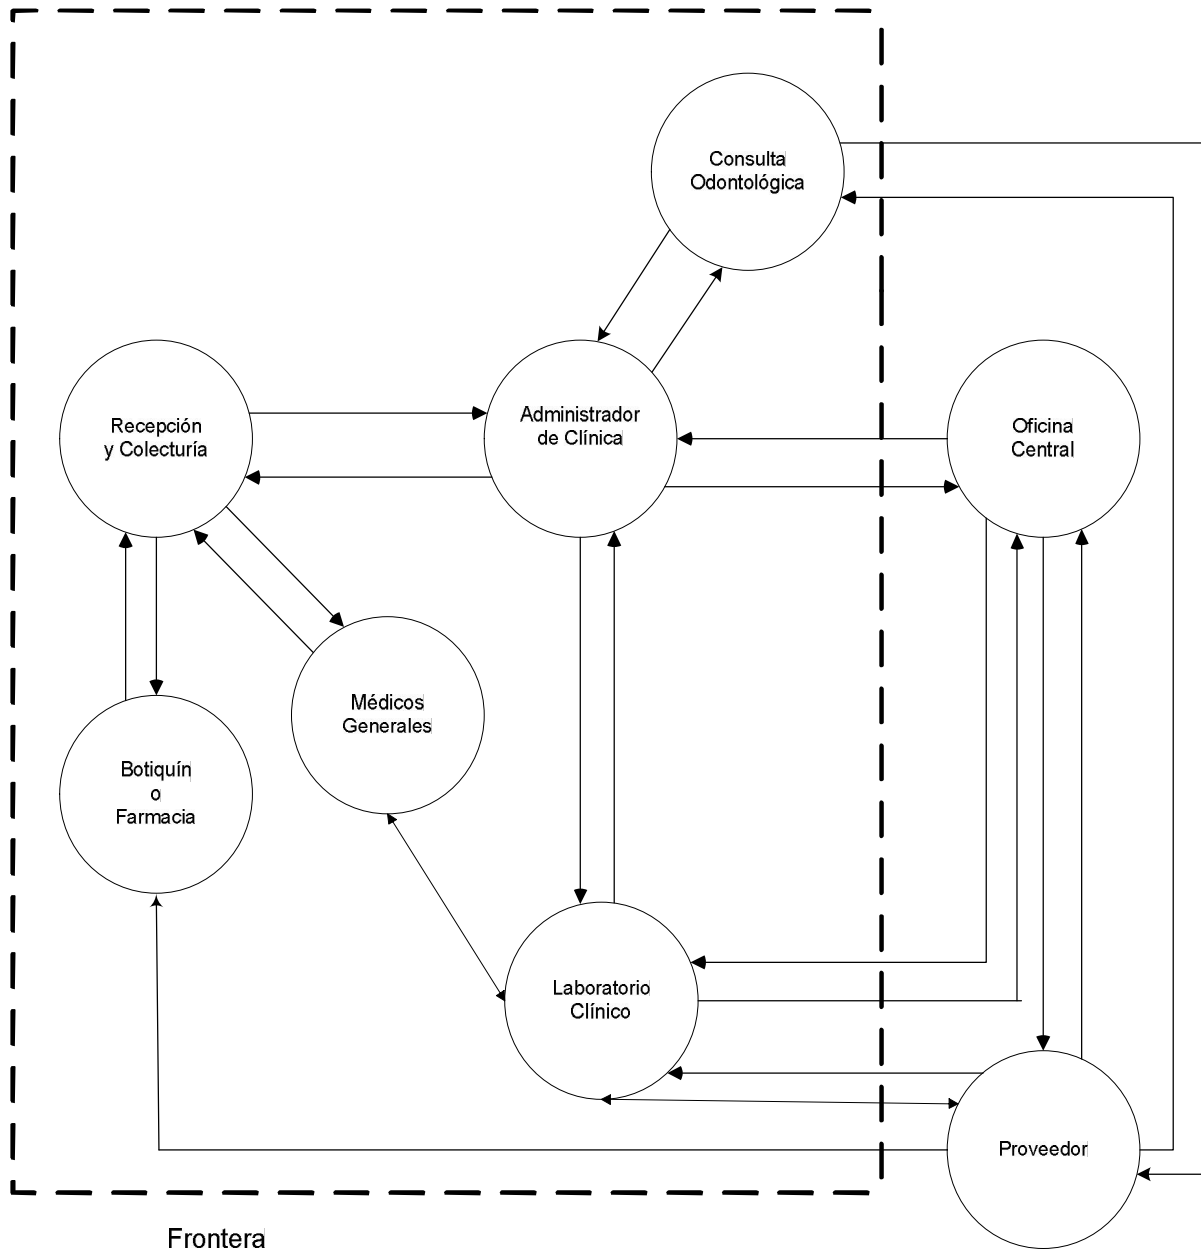 Consulta
Odontológica
Recepción
y Colecturía
Administrador
de Clínica
Oficina
Central
Médicos
Generales
Botiquín
o
Farmacia
Laboratorio
Clínico
Proveedor
Frontera